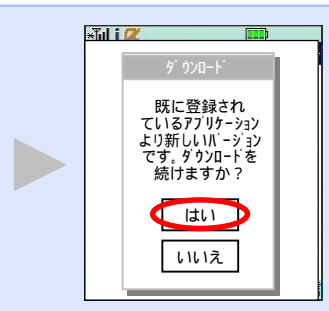 i
ﾀﾞｳﾝﾛｰﾄﾞ
既に登録され
ているｱﾌﾟﾘｹｰｼｮﾝ
より新しいﾊﾞｰｼﾞｮﾝ
です。ﾀﾞｳﾝﾛｰﾄﾞを
続けますか？
はい
いいえ